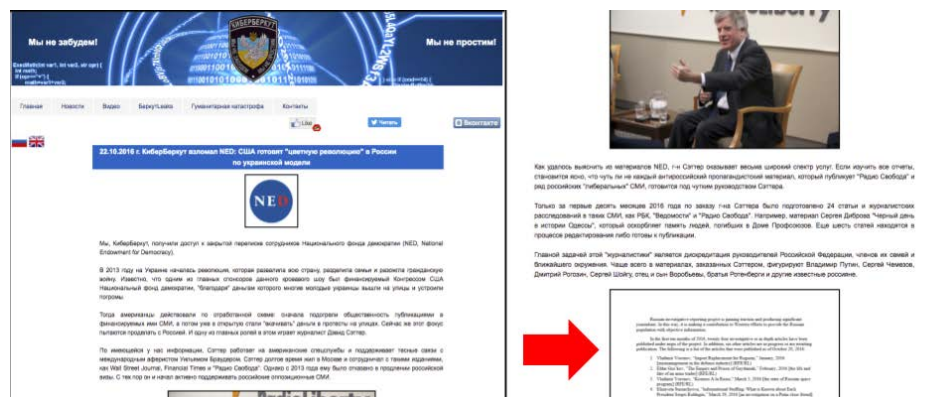 Мы не забудем!
КИБЕРБЕРКУТ
Мы не простим!
Главная Новости Видео БеркутLeaks Гуманитарная катастрофа Контакты
Like
Читать
Вконтакте
22.10.2016 г. КиберБеркут взломал NED: США готовят "цветную революцию" в России
по украинской модели
NED
Мы, КиберБеркут, получили доступ к закрытой переписке сотрудников Национального фонда демократии (NED, National
Endowment for Democracy).
В 2013 году на Украине началась революция, которая развалила всю страну, разделила семьи и разожгла гражданскую
войну. Известно, что одним из главных спонсоров данного кровавого шоу был финансируемый Конгрессом США
Национальный фонд демократии, "благодаря" деньгам которого многие молодые украинцы вышли на улицы и устроили
погромы.
Тогда американцы действовали по отработанной схеме: сначала подогрели общественность публикациями в
финансируемых ими СМИ, а потом уже в открытую стали "вкачивать" деньги в протесты на улицах. Сейчас же этот фокус
пытаются проделать с Россией. И одну из главных ролей в этом играет журналист Дэвид Сэттер.
По имеющейся у нас информации, Сэттер работает на американские спецслужбы и поддерживает тесные связи с
международным аферистом Уильямом Браудером. Сэттер долгое время жил в Москве и сотрудничал с такими изданиями,
как Wall Street Journal, Financial Times и "Радио Свобода". Однако с 2013 года ему было отказано в продлении российской
визы. С тех пор он и начал активно поддерживать российские оппозиционные СМИ.
RadioLiberty
Как удалось выяснить из материалов NED, г-н Сэттер оказывает весьма широкий спектр услуг. Если изучить все отчеты,
становится ясно, что чуть ли не каждый антироссийский пропагандистский материал, который публикует "Радио Свобода" и
ряд российских "либеральных" СМИ, готовится под чутким руководством Сэттера.
Только за первые десять месяцев 2016 года по заказу г-на Сэттера было подготовлено 24 статьи и журналистских
расследований в таких СМИ, как РБК, "Ведомости" и "Радио Свобода". Например, материал Сергея Диброва "Черный день
в истории Одессы", который оскорбляет память людей, погибших в Доме Профсоюзов. Еще шесть статей находятся в
процессе редактирования либо готовы к публикации.
Главной задачей этой "журналистики" является дискредитация руководителей Российской Федерации, членов их семей и
ближайшего окружения. Чаще всего в материалах, заказанных Сэттером, фигурируют Владимир Путин, Сергей Чемезов,
Дмитрий Рогозин, Сергей Шойгу, отец и сын Воробьевы, братья Ротенберги и другие известные россияне.